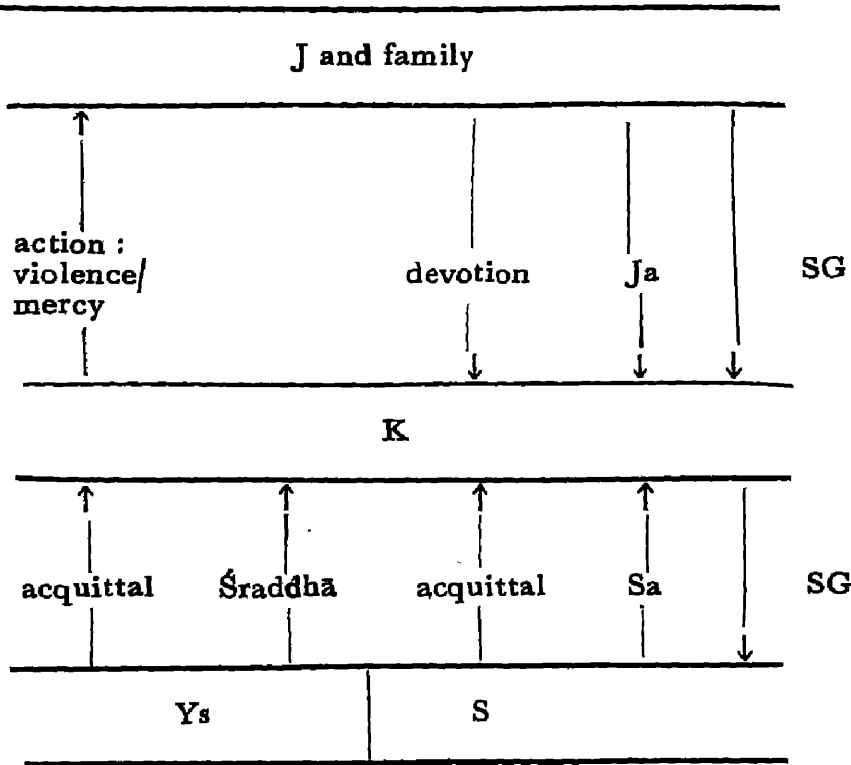 J and family
action :
violence/
mercy
devotion
Ja
SG
K
acquittal
Śraddhā
acquittal
Sa
SG
Ys
S